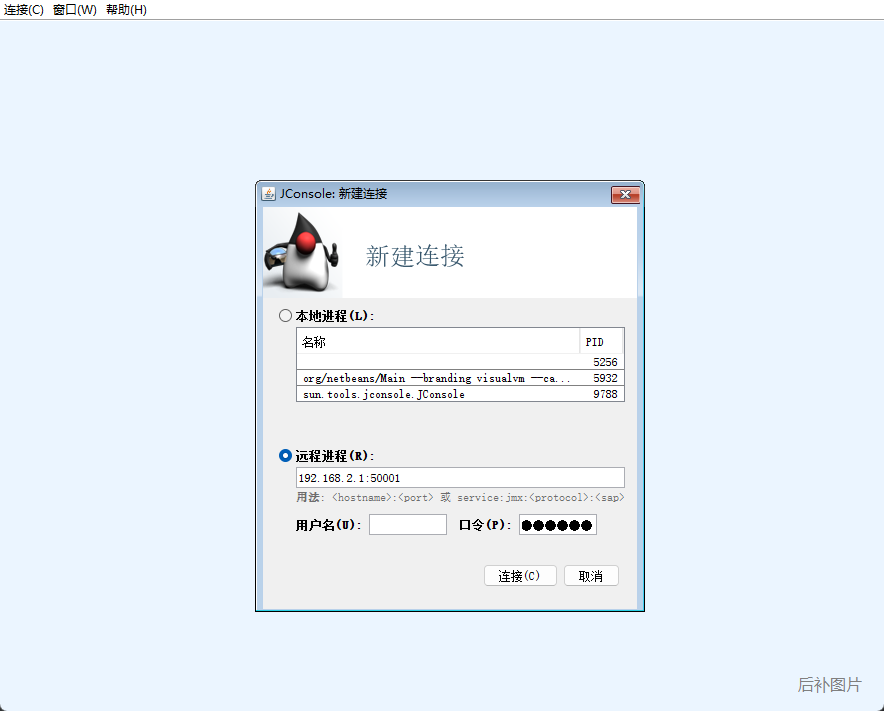 连接(C) 窗口(W) 帮助(H)
JConsole: 新建连接
新建连接
本地进程(L):
名称 PID
5256
org/netbeans/Main —branding visualvm —ca... 5932
sun.tools.jconsole.JConsole 9788
远程进程(R):
192.168.2.1:50001
用法: <hostname>:<port> 或 service:jmx:<protocol>:<sap>
用户名(U): 口令(P): ●●●●●●
连接(C) 取消
后补图片